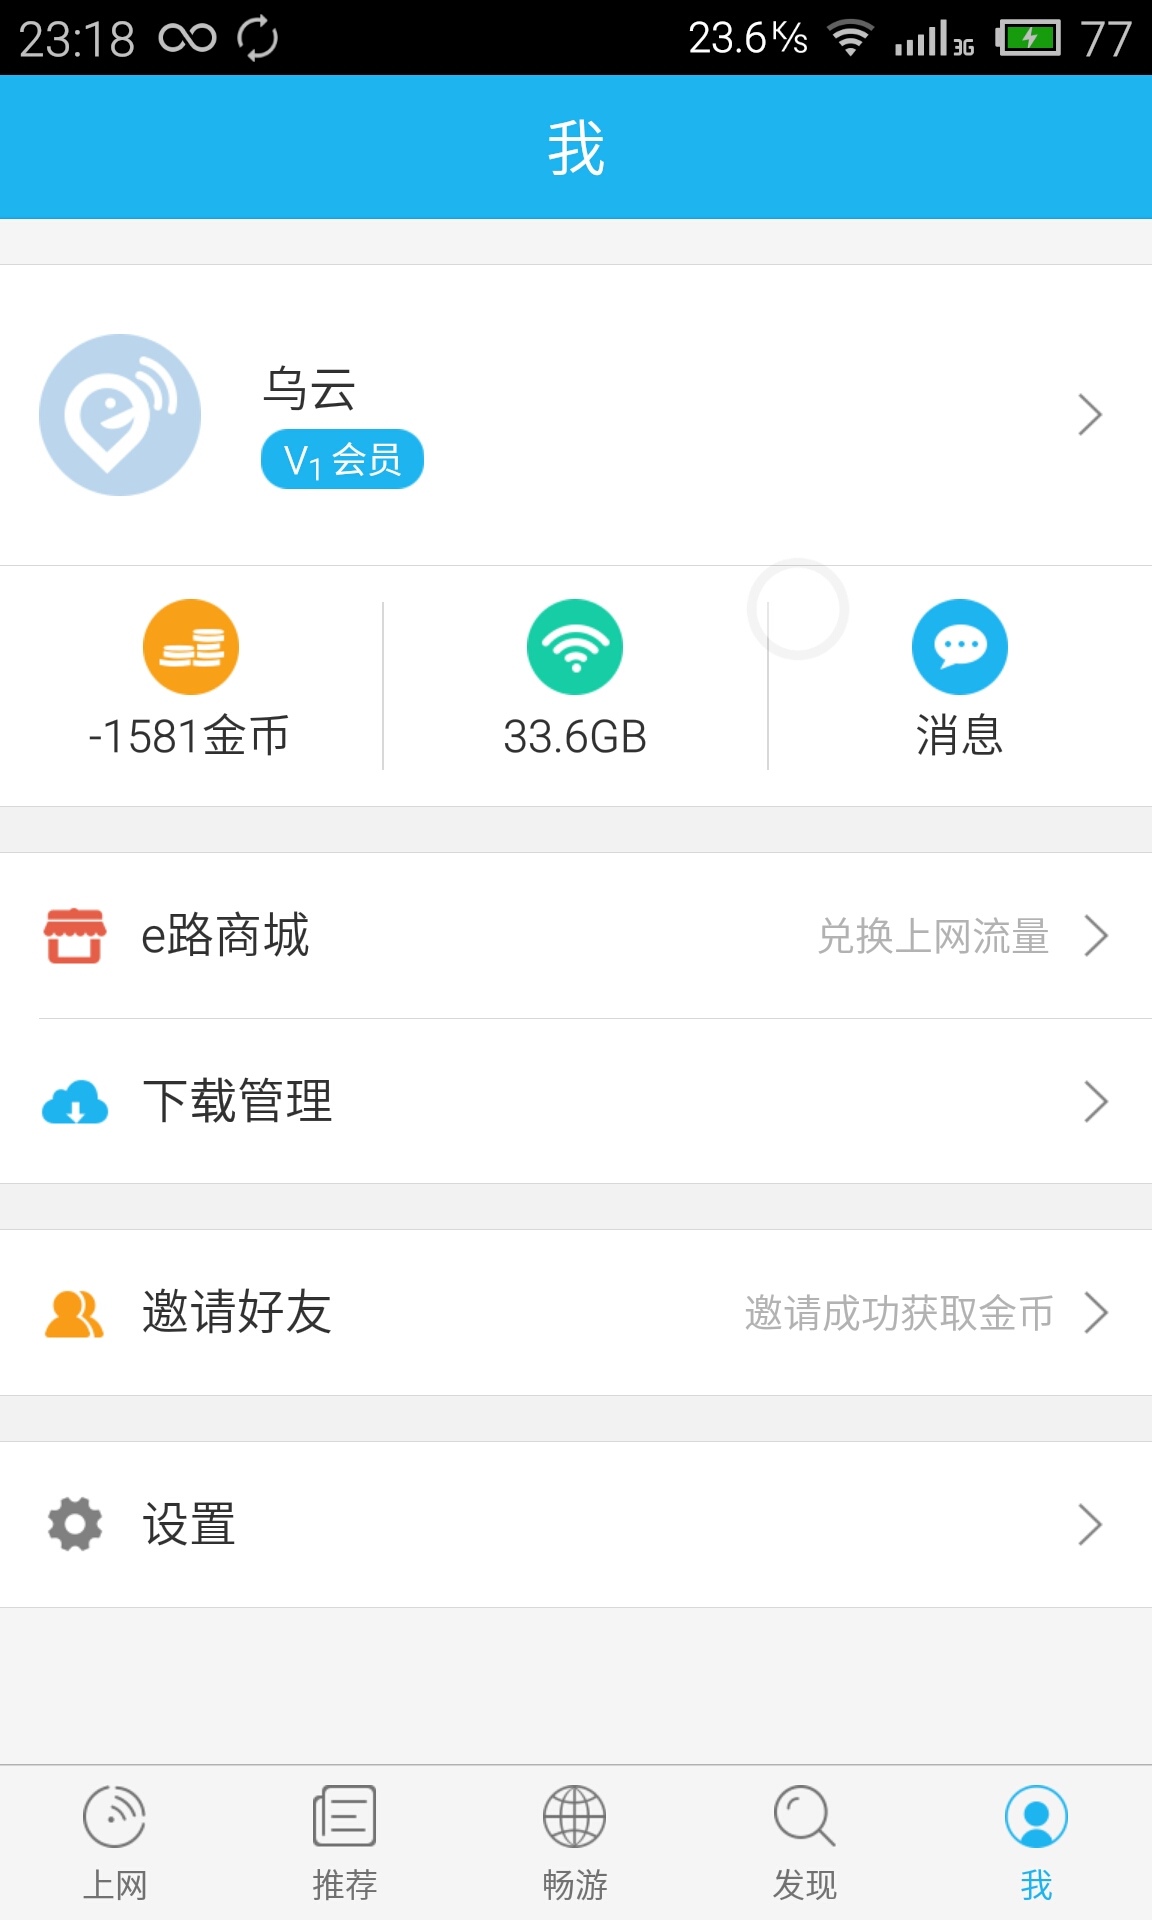 23:18 23.6K/s 3G 77
我
乌云
V1 会员
-1581金币 33.6GB 消息
e路商城 兑换上网流量
下载管理
邀请好友 邀请成功获取金币
设置
上网 推荐 畅游 发现 我